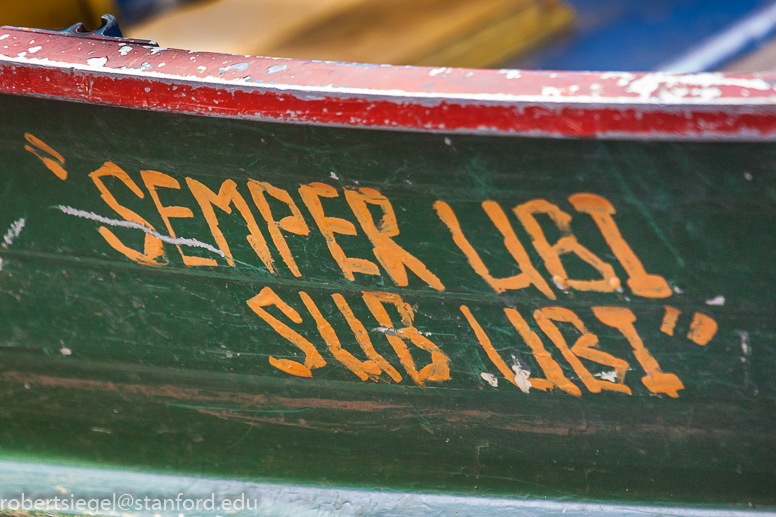 "SEMPER UBI
SUB UBI"
robertsiegel@stanford.edu